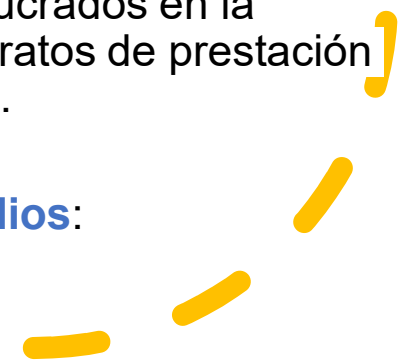 ucrados en la
ratos de prestación
.
lios: